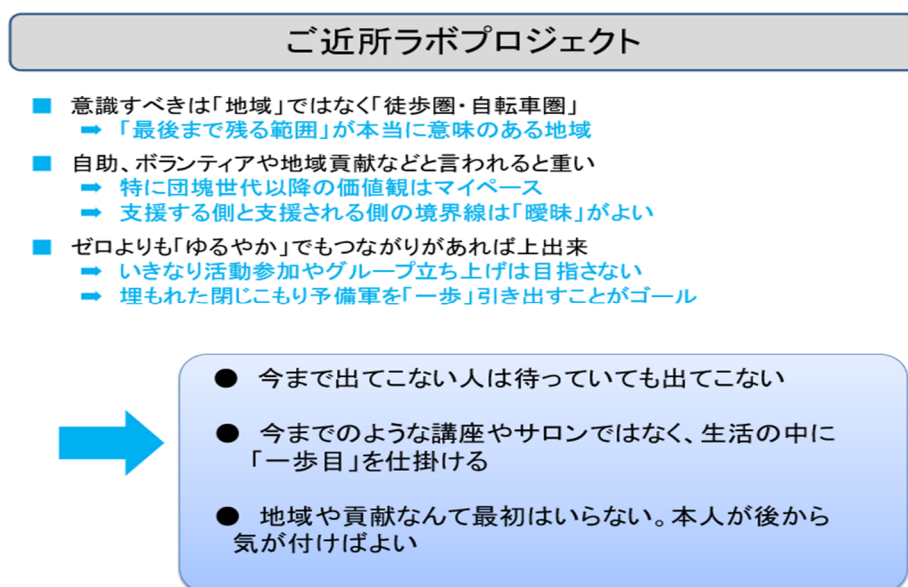 ご近所ラボプロジェクト
■ 意識すべきは「地域」ではなく「徒歩圏・自転車圏」
➡ 「最後まで残る範囲」が本当に意味のある地域
■ 自助、ボランティアや地域貢献などと言われると重い
➡ 特に団塊世代以降の価値観はマイペース
➡ 支援する側と支援される側の境界線は「曖昧」がよい
■ ゼロよりも「ゆるやか」でもつながりがあれば上出来
➡ いきなり活動参加やグループ立ち上げは目指さない
➡ 埋もれた閉じこもり予備軍を「一歩」引き出すことがゴール
● 今まで出てこない人は待っていても出てこない
● 今までのような講座やサロンではなく、生活の中に
「一歩目」を仕掛ける
● 地域や貢献なんて最初はいらない。本人が後から
気が付けばよい